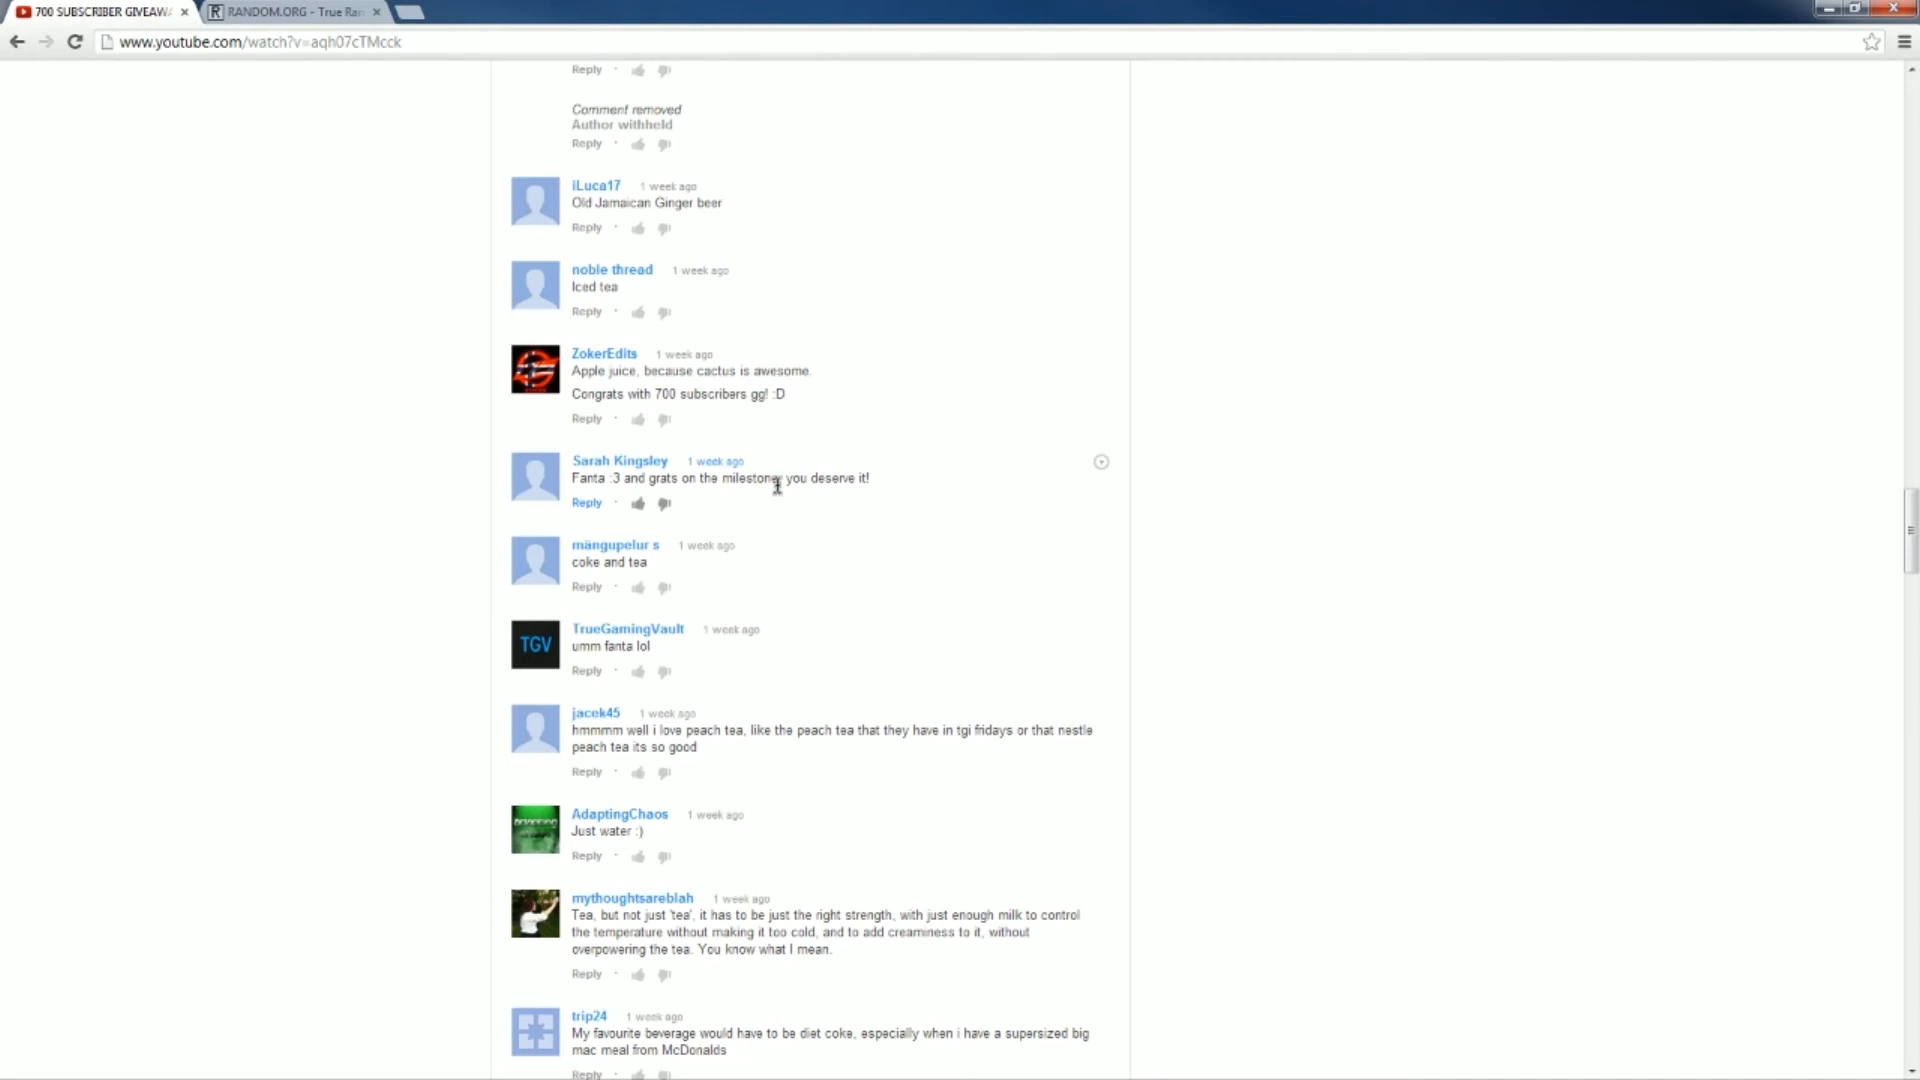 700 SUBSCRIBER GIVEAWA
RANDOM.ORG - True Ran
www.youtube.com/watch?v=aqh07cTMcck
Reply
Comment removed
Author withheld
Reply
iLuca17 1 week ago
Old Jamaican Ginger beer
Reply
noble thread 1 week ago
Iced tea
Reply
ZokerEdits 1 week ago
Apple juice, because cactus is awesome.
Congrats with 700 subscribers gg! :D
Reply
Sarah Kingsley 1 week ago
Fanta :3 and grats on the milestone, you deserve it!
Reply
mängupelur s 1 week ago
coke and tea
Reply
TGV
TrueGamingVault 1 week ago
umm fanta lol
Reply
jacek45 1 week ago
hmmmm well i love peach tea, like the peach tea that they have in tgi fridays or that nestle
peach tea its so good
Reply
AdaptingChaos 1 week ago
Just water :)
Reply
mythoughtsareblah 1 week ago
Tea, but not just 'tea', it has to be just the right strength, with just enough milk to control
the temperature without making it too cold, and to add creaminess to it, without
overpowering the tea. You know what I mean.
Reply
trip24 1 week ago
My favourite beverage would have to be diet coke, especially when i have a supersized big
mac meal from McDonalds
Reply